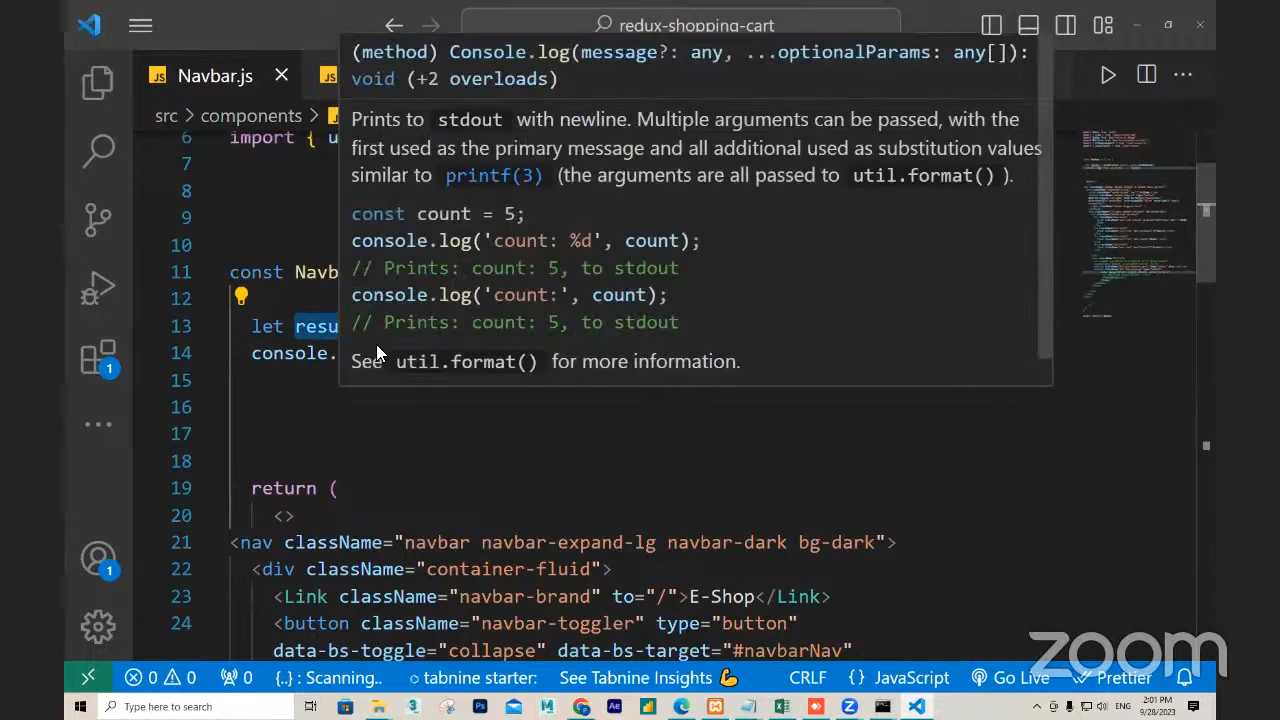 redux-shopping-cart
Navbar.js
src > components >
(method) Console.log(message?: any, ...optionalParams: any[]):
void (+2 overloads)
Prints to stdout with newline. Multiple arguments can be passed, with the
first used as the primary message and all additional used as substitution values
similar printf(3) (the arguments are all passed to util.format() ).
const count = 5;
console.log('count: %d', count);
// Prints: count: 5, to stdout
console.log('count:', count);
// Prints: count: 5, to stdout
See util.format() for more information.
6 import { u
7
8
9
10
11 const Navb
12
13 let resu
14 console.
15
16
17
18
19 return (
20 <>
21 <nav className="navbar navbar-expand-lg navbar-dark bg-dark">
22 <div className="container-fluid">
23 <Link className="navbar-brand" to="/">E-Shop</Link>
24 <button className="navbar-toggler" type="button"
data-bs-toggle="collapse" data-bs-target="#navbarNav"
1
1
zoom
0 0 0 {..} : Scanning.. tabnine starter: See Tabnine Insights CRLF {} JavaScript Go Live Prettier
Type here to search
ENG
2:01 PM
9/28/2023